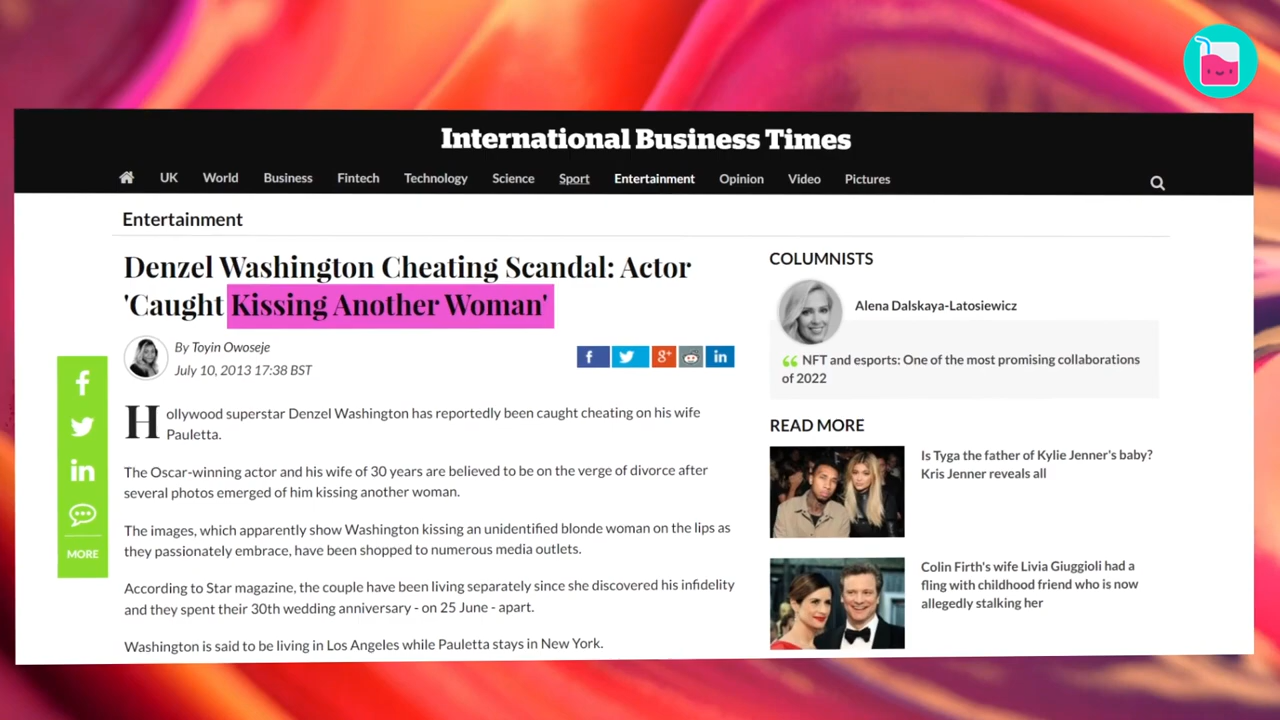 International Business Times
UK World Business Fintech Technology Science Sport Entertainment Opinion Video Pictures
Entertainment
Denzel Washington Cheating Scandal: Actor
'Caught Kissing Another Woman'
By Toyin Owoseje
July 10, 2013 17:38 BST
f g+ in
f
in
MORE
Hollywood superstar Denzel Washington has reportedly been caught cheating on his wife
Pauletta.
The Oscar-winning actor and his wife of 30 years are believed to be on the verge of divorce after
several photos emerged of him kissing another woman.
The images, which apparently show Washington kissing an unidentified blonde woman on the lips as
they passionately embrace, have been shopped to numerous media outlets.
According to Star magazine, the couple have been living separately since she discovered his infidelity
and they spent their 30th wedding anniversary - on 25 June - apart.
Washington is said to be living in Los Angeles while Pauletta stays in New York.
COLUMNISTS
Alena Dalskaya-Latosiewicz
“ NFT and esports: One of the most promising collaborations
of 2022
READ MORE
Is Tyga the father of Kylie Jenner's baby?
Kris Jenner reveals all
Colin Firth's wife Livia Giuggioli had a
fling with childhood friend who is now
allegedly stalking her